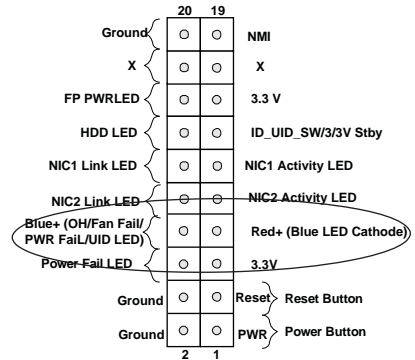 20 19
Ground NMI
X X
FP PWRLED 3.3 V
HDD LED ID_UID_SW/3/3V Stby
NIC1 Link LED NIC1 Activity LED
NIC2 Link LED NIC2 Activity LED
Blue+ (OH/Fan Fail/
PWR FaiL/UID LED) Red+ (Blue LED Cathode)
Power Fail LED 3.3V
Ground Reset Reset Button
Ground PWR Power Button
2 1